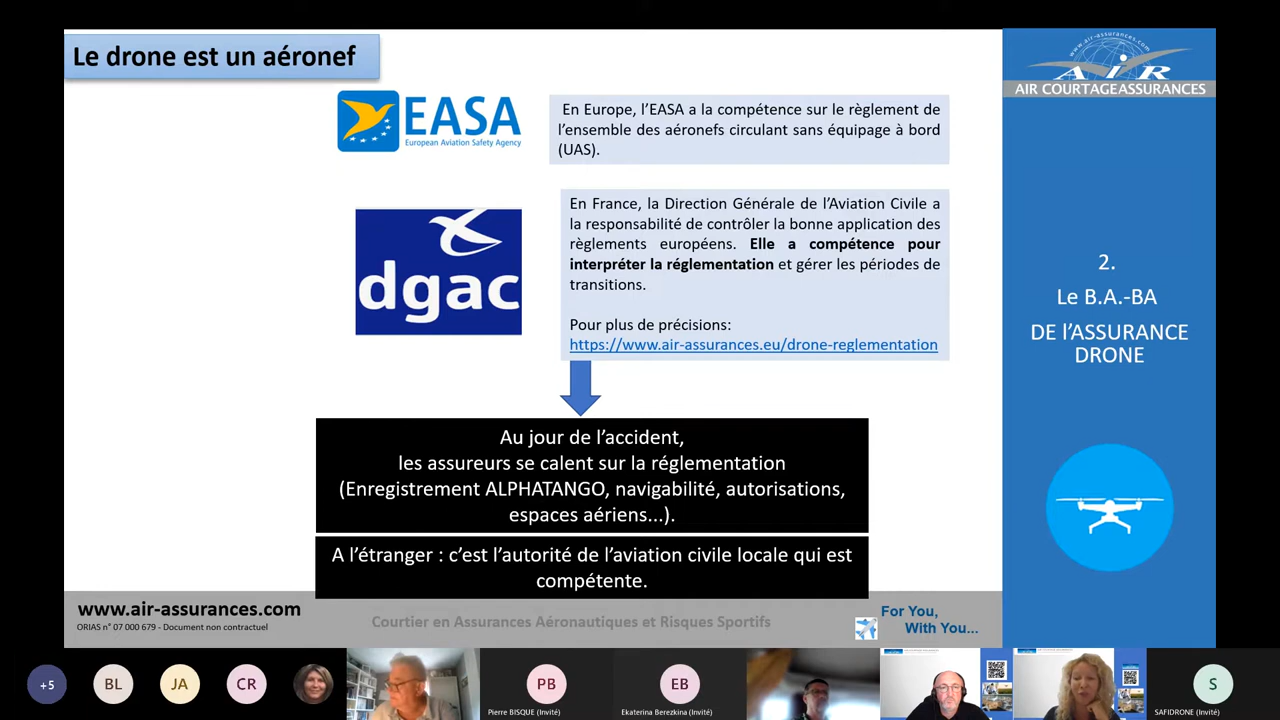 Le drone est un aéronef
EASA
European Aviation Safety Agency
En Europe, l’EASA a la compétence sur le règlement de
l’ensemble des aéronefs circulant sans équipage à bord
(UAS).
dgac
En France, la Direction Générale de l’Aviation Civile a
la responsabilité de contrôler la bonne application des
règlements européens. Elle a compétence pour
interpréter la réglementation et gérer les périodes de
transitions.
Pour plus de précisions:
https://www.air-assurances.eu/drone-reglementation
Au jour de l’accident,
les assureurs se calent sur la réglementation
(Enregistrement ALPHATANGO, navigabilité, autorisations,
espaces aériens...).
A l’étranger : c’est l’autorité de l’aviation civile locale qui est
compétente.
www.air-assurances.com
ORIAS n° 07 000 679 - Document non contractuel
Courtier en Assurances Aéronautiques et Risques Sportifs
For You,
With You...
www.air-assurances.com
AiR
AIR COURTAGEASSURANCES
2.
Le B.A.-BA
DE l’ASSURANCE
DRONE
+5
BL
JA
CR
PB
Pierre BISQUE (Invité)
EB
Ekaterina Berezkina (Invité)
S
SAFIDRONE (Invité)